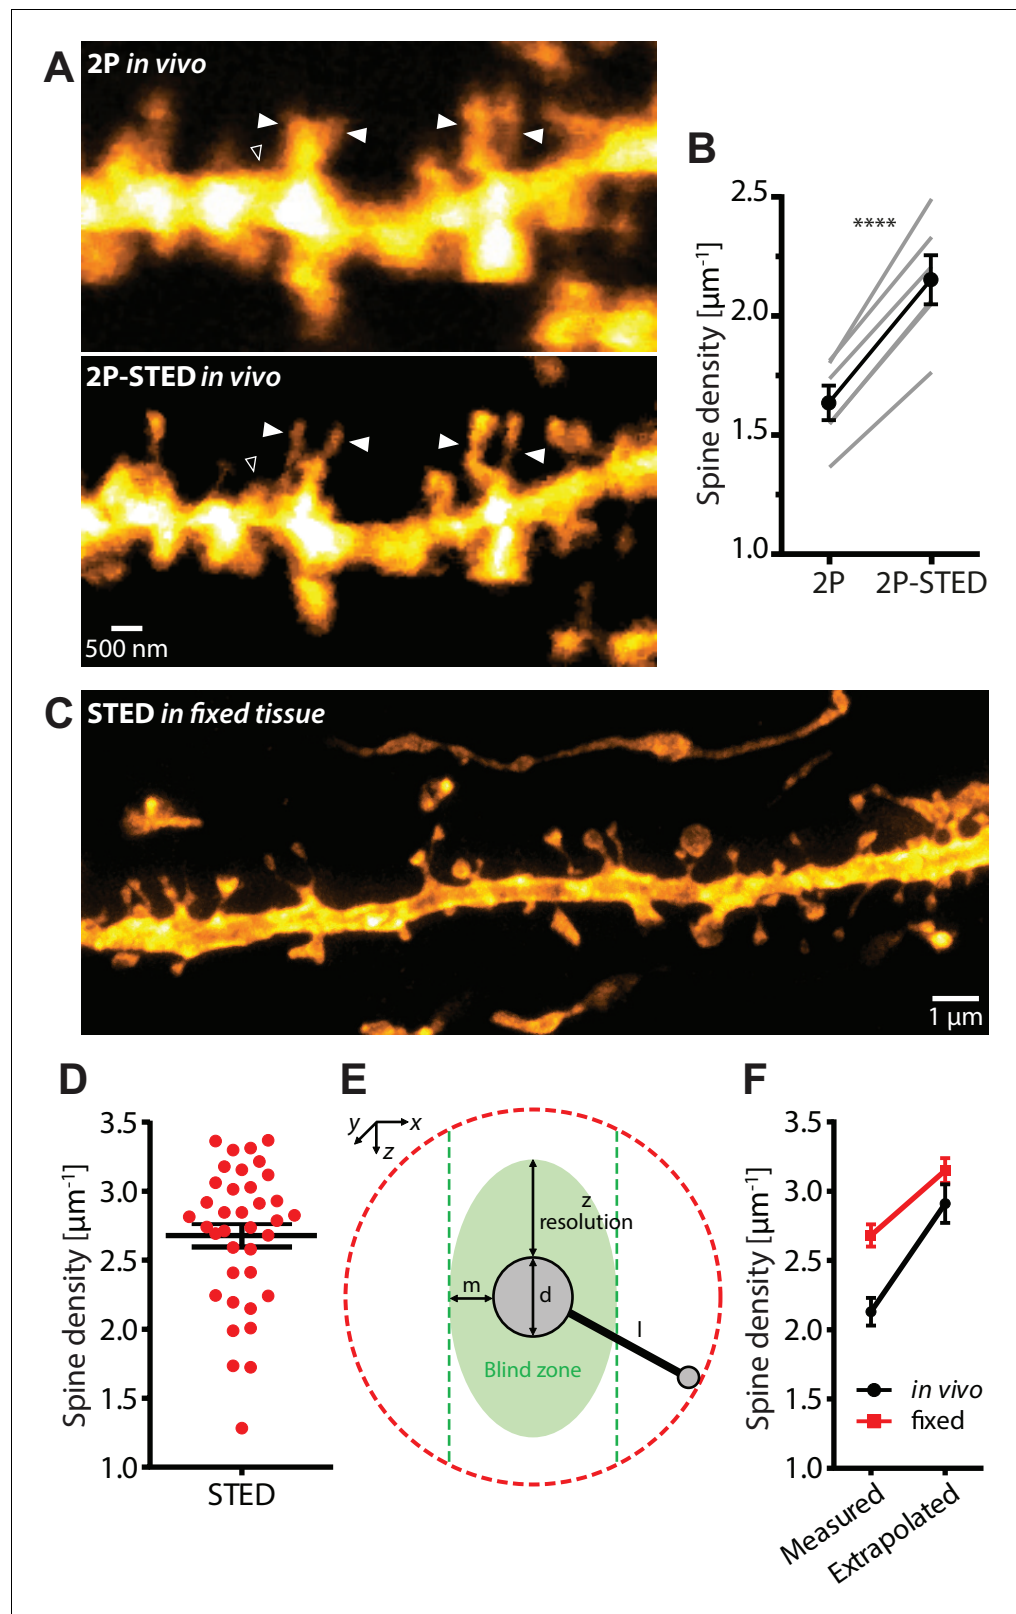 A
2P in vivo
2P-STED in vivo
500 nm
B
Spine density [µm⁻¹]
2.5
2.0
1.5
1.0
****
2P
2P-STED
C
STED in fixed tissue
1 µm
D
Spine density [µm⁻¹]
3.5
3.0
2.5
2.0
1.5
1.0
STED
E
y
x
z
z
resolution
m
d
l
Blind zone
F
Spine density [µm⁻¹]
3.5
3.0
2.5
2.0
1.5
1.0
in vivo
fixed
Measured
Extrapolated